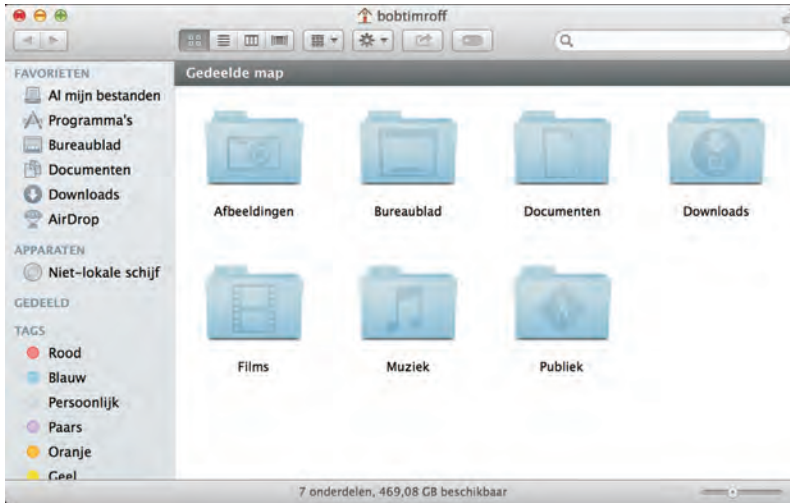 bobtimroff
FAVORIETEN
Al mijn bestanden
Programma's
Bureaublad
Documenten
Downloads
AirDrop
APPARATEN
Niet-lokale schijf
GEDEELD
TAGS
Rood
Blauw
Persoonlijk
Paars
Oranje
Geel
Gedeelde map
Afbeeldingen
Bureaublad
Documenten
Downloads
Films
Muziek
Publiek
7 onderdelen, 469,08 GB beschikbaar